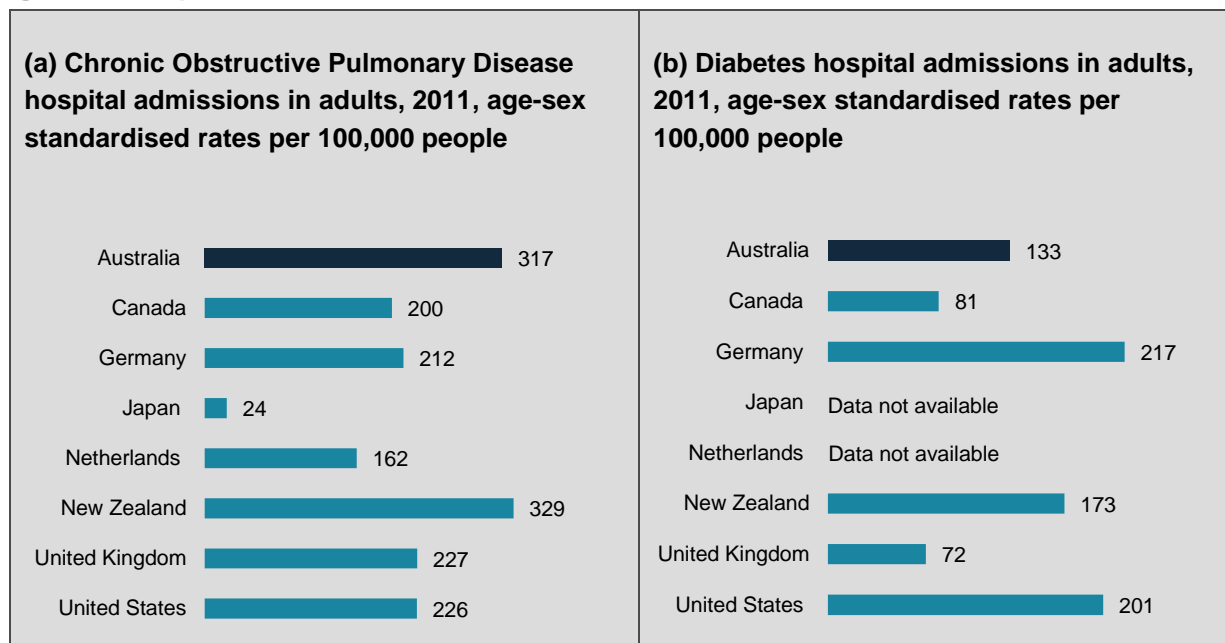 (a) Chronic Obstructive Pulmonary Disease
hospital admissions in adults, 2011, age-sex
standardised rates per 100,000 people
Australia 317
Canada 200
Germany 212
Japan 24
Netherlands 162
New Zealand 329
United Kingdom 227
United States 226
(b) Diabetes hospital admissions in adults,
2011, age-sex standardised rates per
100,000 people
Australia 133
Canada 81
Germany 217
Japan Data not available
Netherlands Data not available
New Zealand 173
United Kingdom 72
United States 201